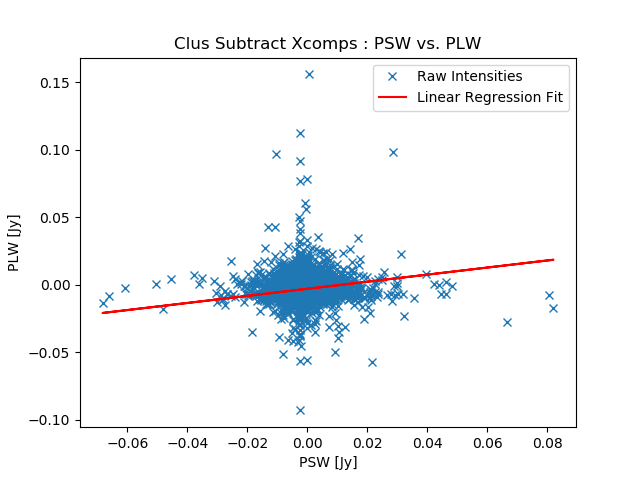 Clus Subtract Xcomps : PSW vs. PLW
Raw Intensities
Linear Regression Fit
0.15
0.10
0.05
0.00
−0.05
−0.10
PLW [Jy]
−0.06 −0.04 −0.02 0.00 0.02 0.04 0.06 0.08
PSW [Jy]